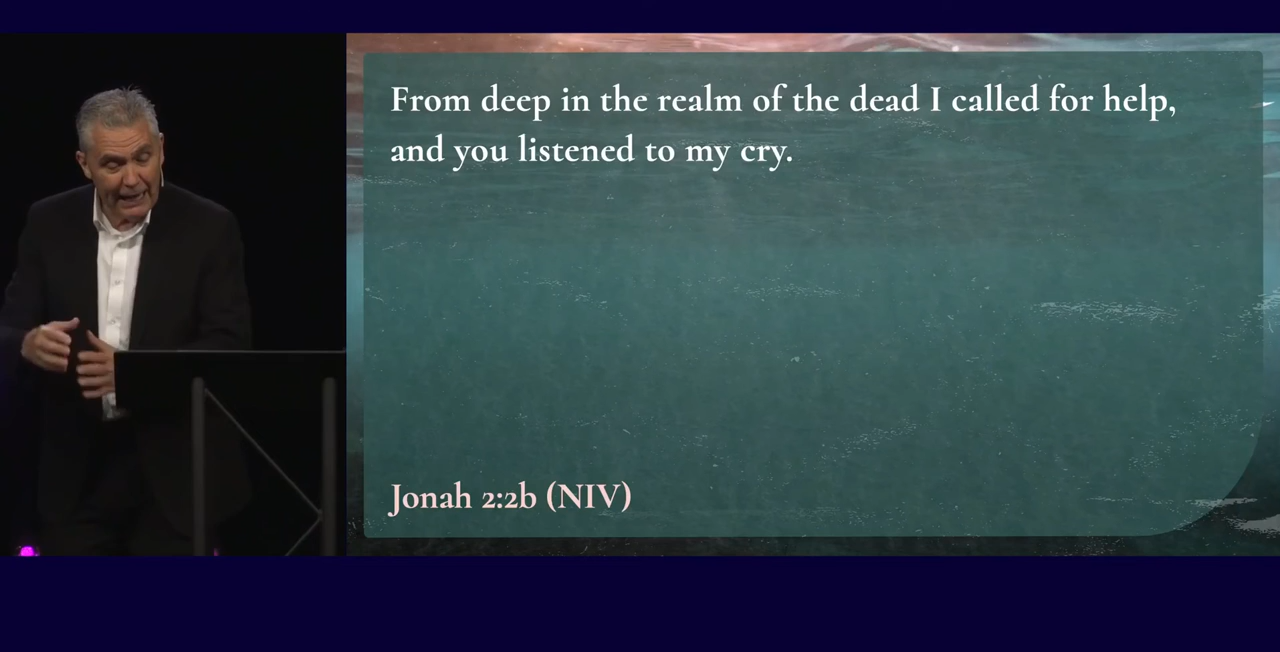 From deep in the realm of the dead I called for help,
and you listened to my cry.
Jonah 2:2b (NIV)